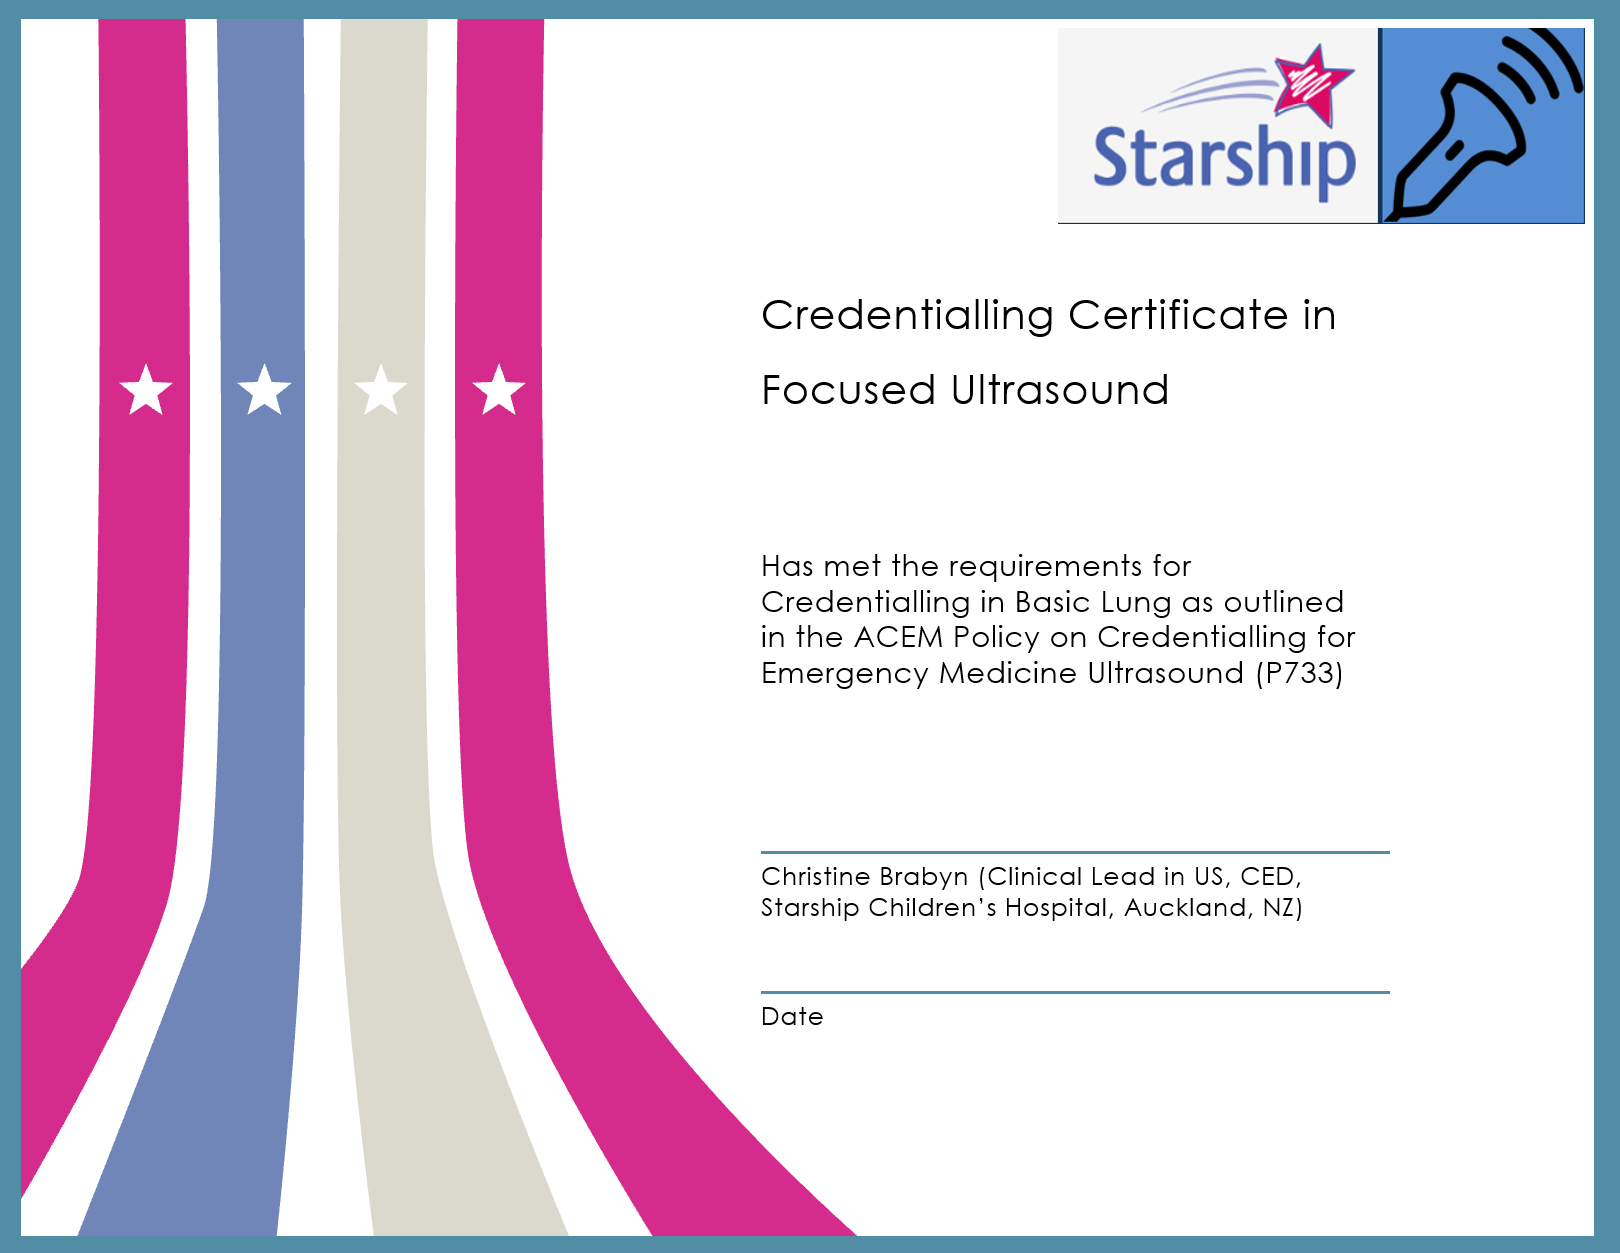 Starship
Credentialling Certificate in
Focused Ultrasound
Has met the requirements for
Credentialling in Basic Lung as outlined
in the ACEM Policy on Credentialling for
Emergency Medicine Ultrasound (P733)
Christine Brabyn (Clinical Lead in US, CED,
Starship Children’s Hospital, Auckland, NZ)
Date